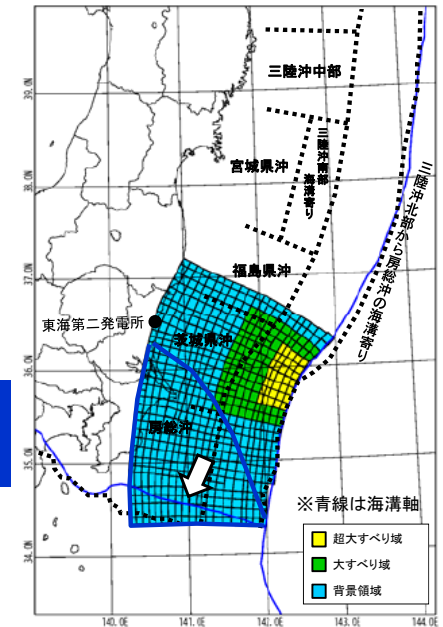 三陸沖中部
39.0N
三陸沖南部
海溝寄り
宮城県沖
38.0N
三陸沖北部から房総沖の海溝寄り
福島県沖
37.0N
東海第二発電所
茨城県沖
36.0N
房総沖
35.0N
※青線は海溝軸
超大すべり域
大すべり域
背景領域
34.0N
140.0E
141.0E
142.0E
143.0E
144.0E